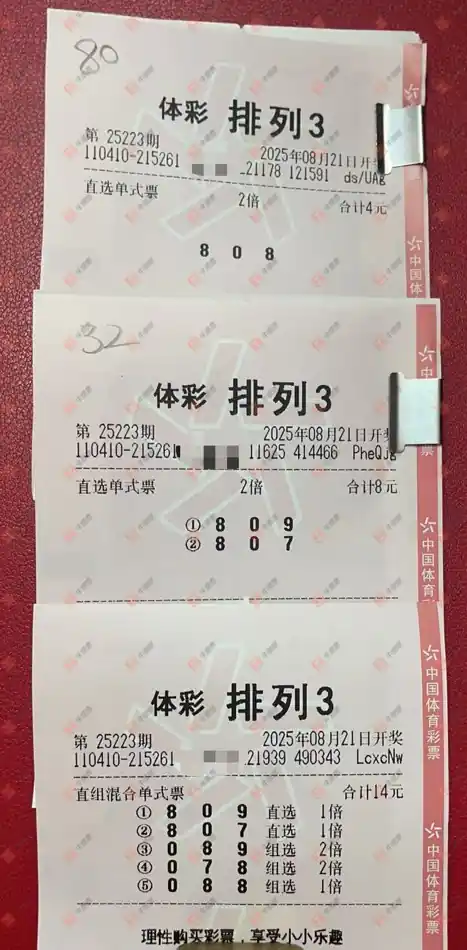 80
体彩 排列3
第 25223期 2025年08月21日开奖
110410-215261 .21178 121591 ds/UAg
直选单式票 2倍 合计4元
8 0 8
中国体
32
体彩 排列3
第 25223期 2025年08月21日开奖
110410-215261 11625 414466 PheQJg
直选单式票 2倍 合计8元
① 8 0 9
② 8 0 7
中
票
中国体育
体彩 排列3
第 25223期 2025年08月21日开奖
110410-215261 .21939 490343 LcxcNw
直组混合单式票 合计14元
① 8 0 9 直选 1倍
② 8 0 7 直选 1倍
③ 0 8 9 组选 2倍
④ 0 7 8 组选 2倍
⑤ 0 8 8 组选 1倍
理性购买彩票，享受小小乐趣
中国体育彩票
中国体育彩票